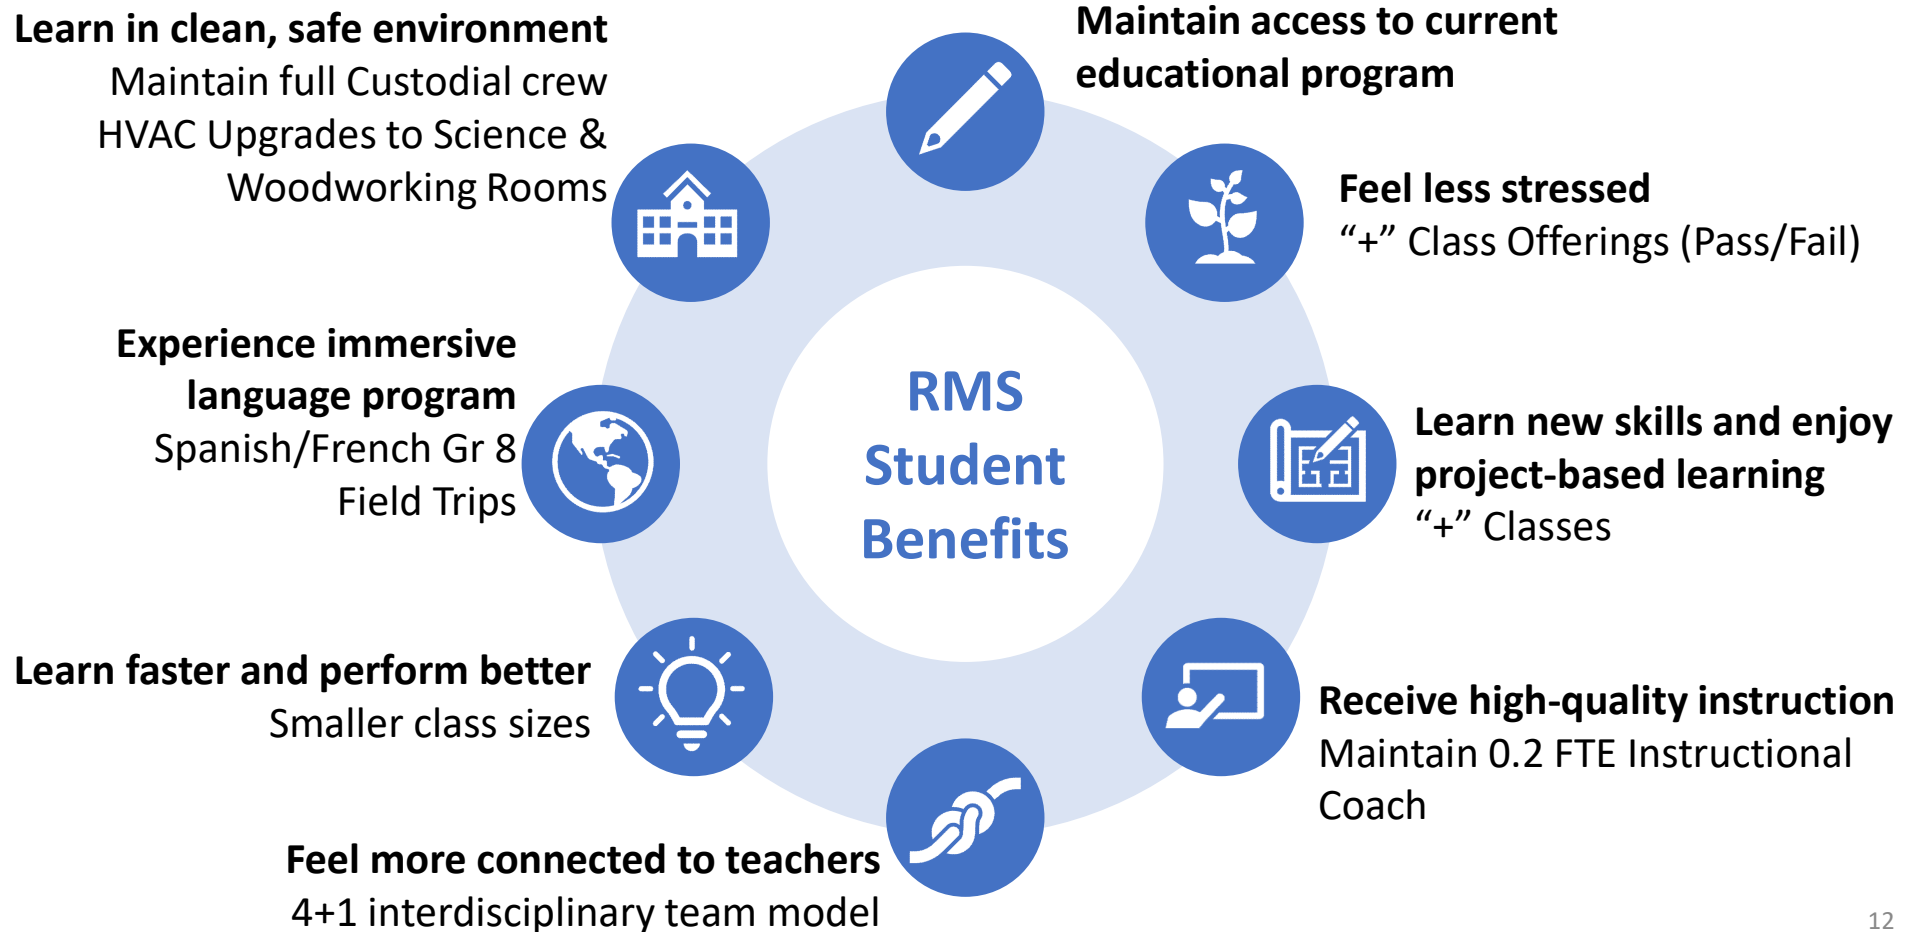 Learn in clean, safe environment
Maintain full Custodial crew
HVAC Upgrades to Science &
Woodworking Rooms
Maintain access to current
educational program
Feel less stressed
“+” Class Offerings (Pass/Fail)
Experience immersive
language program
Spanish/French Gr 8
Field Trips
RMS
Student
Benefits
Learn new skills and enjoy
project-based learning
“+” Classes
Learn faster and perform better
Smaller class sizes
Receive high-quality instruction
Maintain 0.2 FTE Instructional
Coach
Feel more connected to teachers
4+1 interdisciplinary team model
12